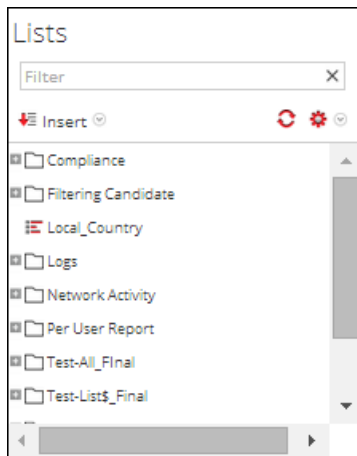 Lists
Filter
Insert
Compliance
Filtering Candidate
Local_Country
Logs
Network Activity
Per User Report
Test-All_FInal
Test-List$_Final